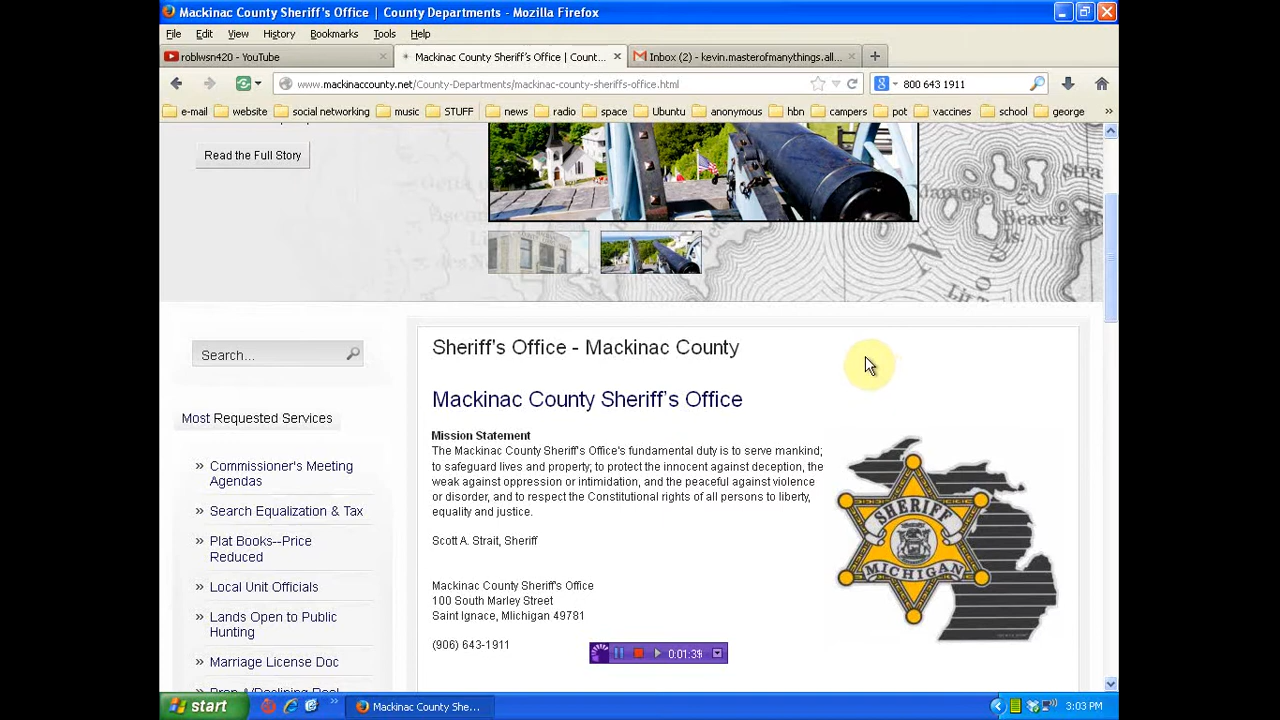 Mackinac County Sheriff's Office | County Departments - Mozilla Firefox
File Edit View History Bookmarks Tools Help
roblwsn420 - YouTube
Mackinac County Sheriff's Office | Count...
Inbox (2) - kevin.masterofmanythings.all...
www.mackinaccounty.net/County-Departments/mackinac-county-sheriffs-office.html
800 643 1911
e-mail website social networking music STUFF news radio space Ubuntu anonymous hbn campers pot vaccines school george
Read the Full Story
James
Beaver
Is.
Sheriff's Office - Mackinac County
Search...
Mackinac County Sheriff's Office
Most Requested Services
Mission Statement
The Mackinac County Sheriff's Office's fundamental duty is to serve mankind;
to safeguard lives and property; to protect the innocent against deception, the
weak against oppression or intimidation, and the peaceful against violence
or disorder, and to respect the Constitutional rights of all persons to liberty,
equality and justice.
Scott A. Strait, Sheriff
Mackinac County Sheriff's Office
100 South Marley Street
Saint Ignace, MIichigan 49781
(906) 643-1911
» Commissioner's Meeting
Agendas
» Search Equalization & Tax
» Plat Books--Price
Reduced
» Local Unit Officials
» Lands Open to Public
Hunting
» Marriage License Doc
SHERIFF
MICHIGAN
start
Mackinac County She...
3:03 PM